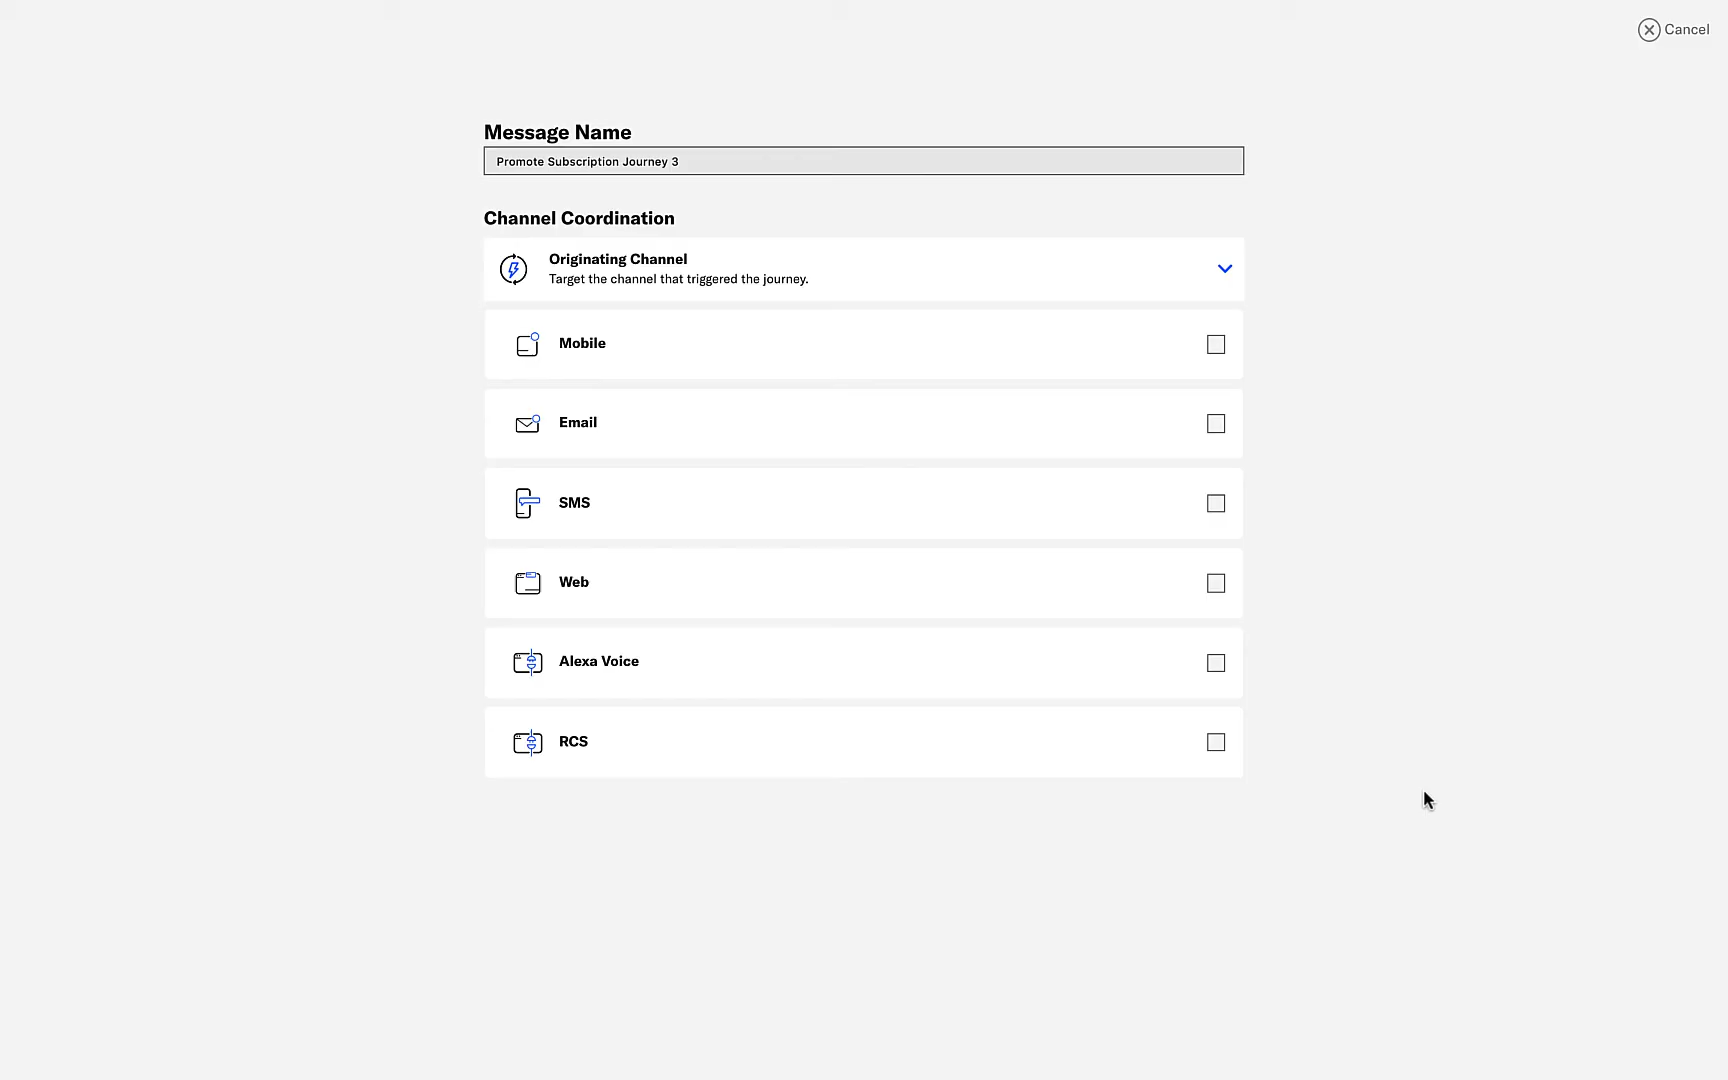 Cancel
Message Name
Promote Subscription Journey 3
Channel Coordination
Originating Channel
Target the channel that triggered the journey.
Mobile
Email
SMS
Web
Alexa Voice
RCS